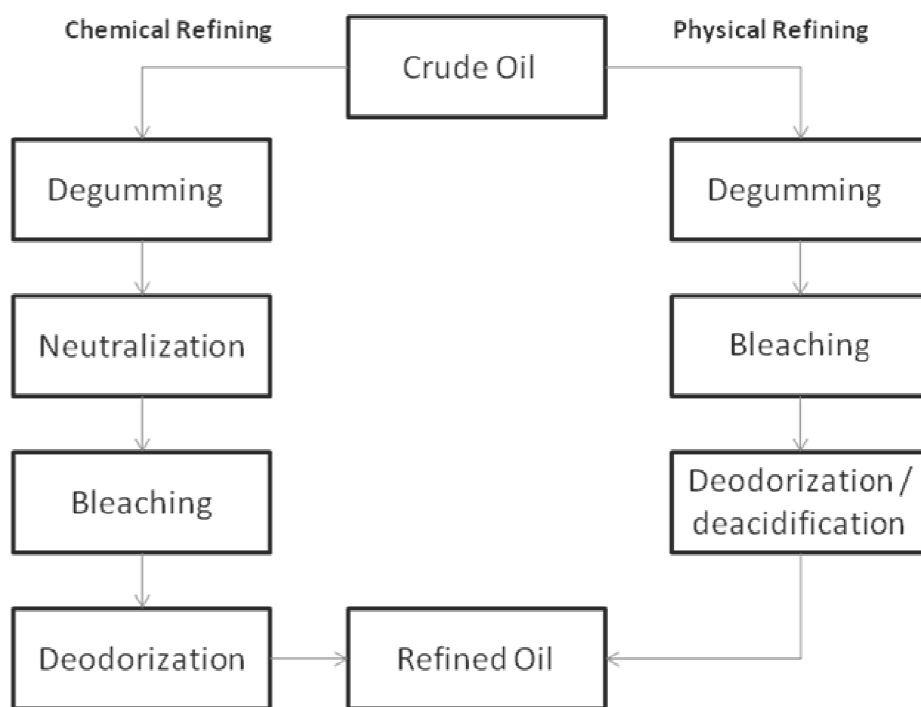 Chemical Refining
Crude Oil
Physical Refining
Degumming
Neutralization
Bleaching
Deodorization
Degumming
Bleaching
Deodorization /
deacidification
Refined Oil